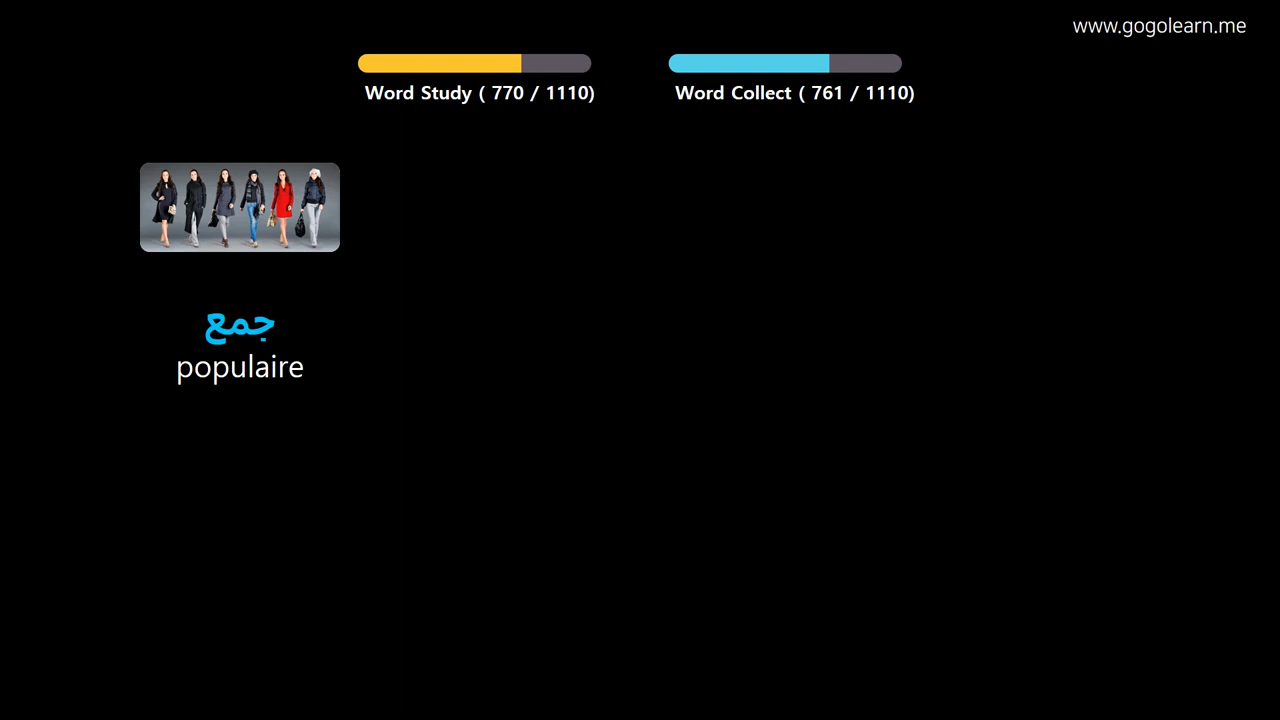 www.gogolearn.me
Word Study ( 770 / 1110)
Word Collect ( 761 / 1110)
جمع
populaire